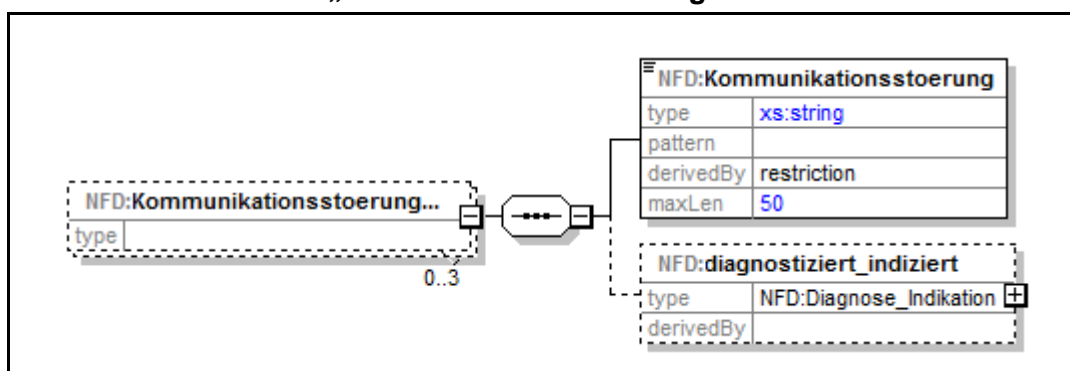 NFD:Kommunikationsstoerung
type xs:string
pattern
derivedBy restriction
maxLen 50
NFD:Kommunikationsstoerung...
type
0..3
NFD:diagnostiziert_indiziert
type NFD:Diagnose_Indikation
derivedBy